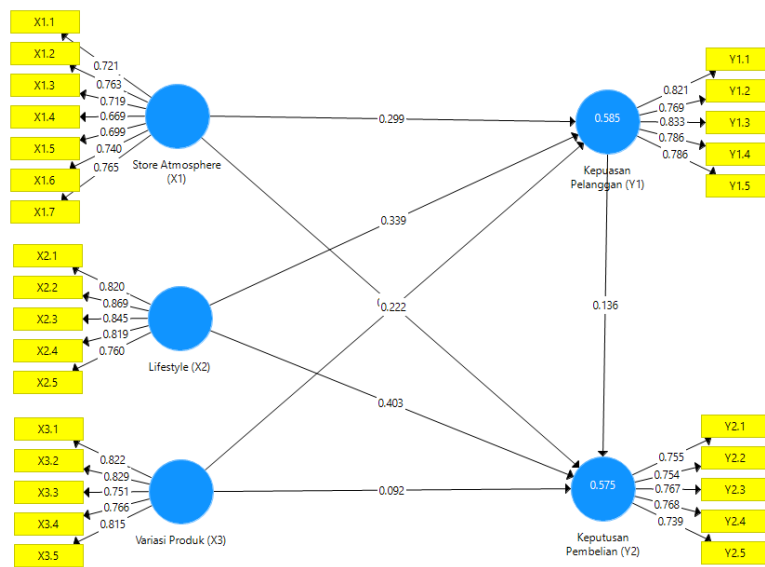 X1.1
X1.2
X1.3
X1.4
X1.5
X1.6
X1.7
0.721
0.763
0.719
0.669
0.699
0.740
0.765
Store Atmosphere
(X1)
X2.1
X2.2
X2.3
X2.4
X2.5
0.820
0.869
0.845
0.819
0.760
Lifestyle (X2)
X3.1
X3.2
X3.3
X3.4
X3.5
0.822
0.829
0.751
0.766
0.815
Variasi Produk (X3)
0.299
0.339
0.222
0.403
0.092
0.136
0.585
Kepuasan
Pelanggan (Y1)
0.821
0.769
0.833
0.786
0.786
Y1.1
Y1.2
Y1.3
Y1.4
Y1.5
0.575
Keputusan
Pembelian (Y2)
0.755
0.754
0.767
0.768
0.739
Y2.1
Y2.2
Y2.3
Y2.4
Y2.5